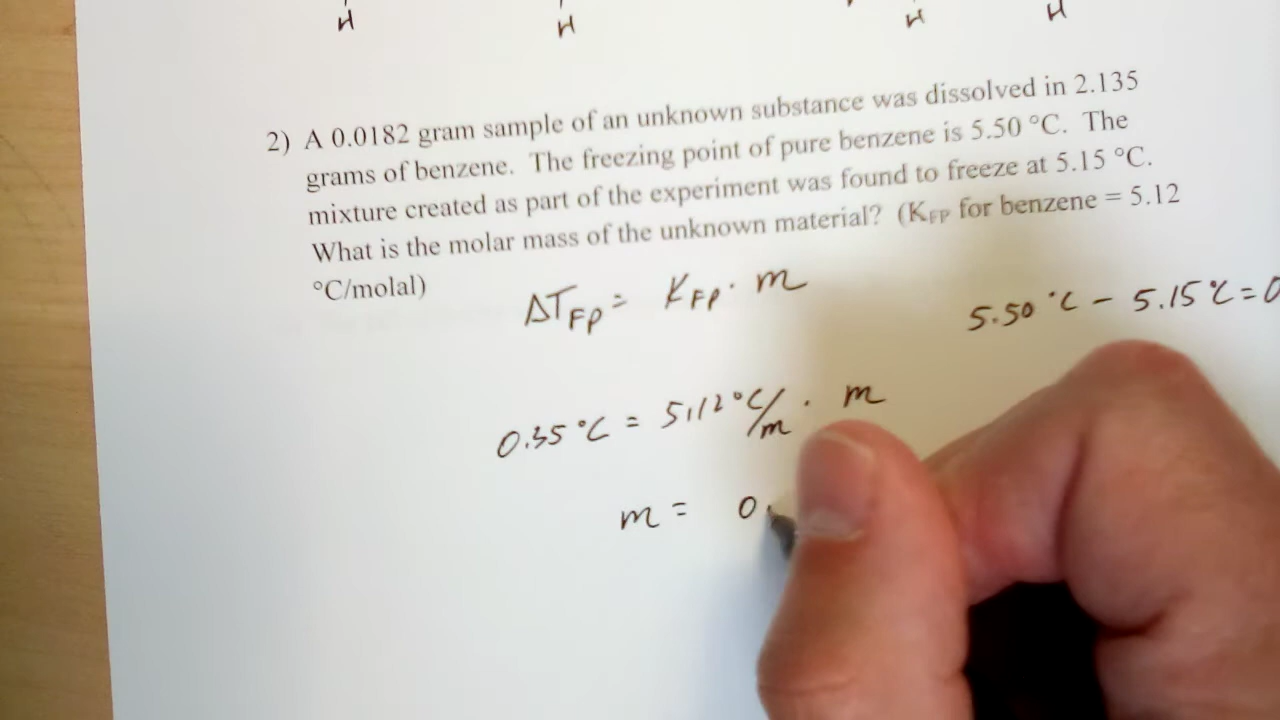 H H H H
2) A 0.0182 gram sample of an unknown substance was dissolved in 2.135
grams of benzene. The freezing point of pure benzene is 5.50 °C. The
mixture created as part of the experiment was found to freeze at 5.15 °C.
What is the molar mass of the unknown material? (KFP for benzene = 5.12
°C/molal)
ΔTFP = KFP · m
5.50 °C - 5.15 °C = 0
0.35 °C = 5.12 °C/m · m
m = 0.